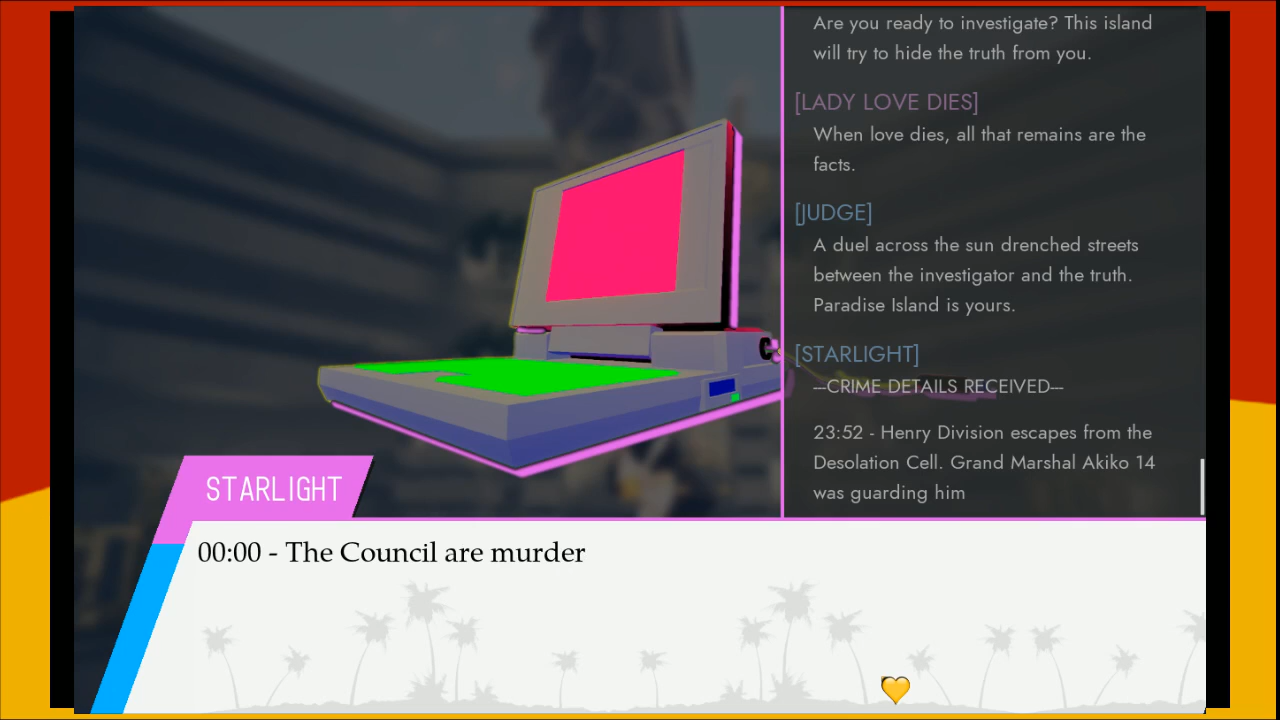 Are you ready to investigate? This island
will try to hide the truth from you.
[LADY LOVE DIES]
When love dies, all that remains are the
facts.
[JUDGE]
A duel across the sun drenched streets
between the investigator and the truth.
Paradise Island is yours.
[STARLIGHT]
---CRIME DETAILS RECEIVED---
23:52 - Henry Division escapes from the
Desolation Cell. Grand Marshal Akiko 14
was guarding him
STARLIGHT
00:00 - The Council are murder